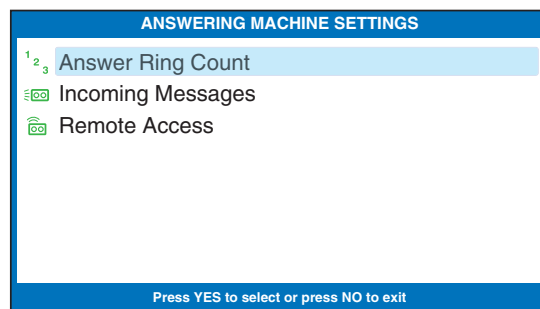 ANSWERING MACHINE SETTINGS
1 2 3 Answer Ring Count
Incoming Messages
Remote Access
Press YES to select or press NO to exit